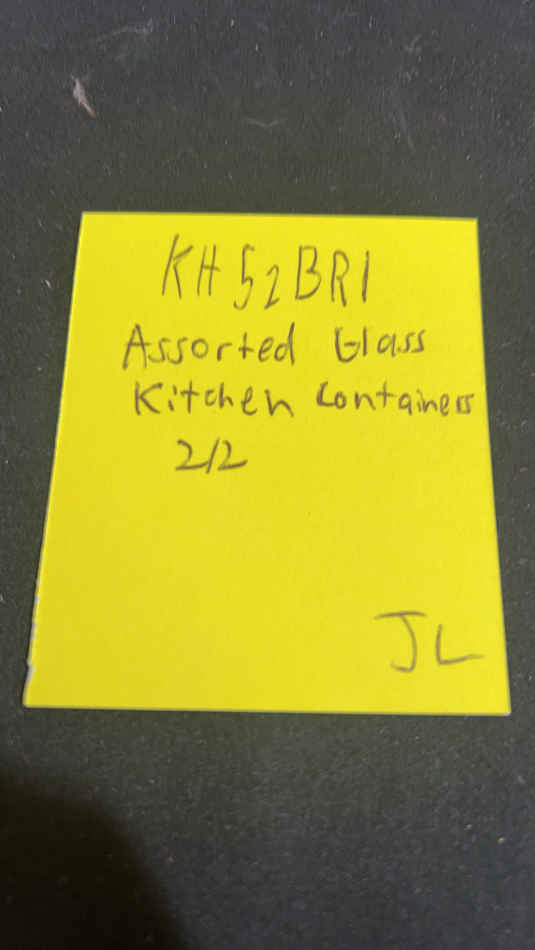 KH52BR1
Assorted Glass
Kitchen Containers
2/2
JL